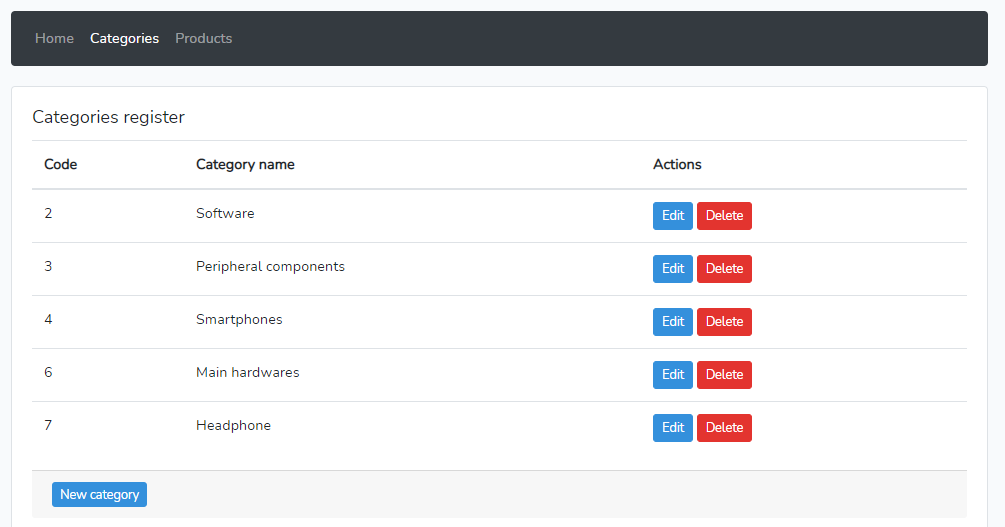 Home Categories Products
Categories register
Code Category name Actions
2 Software Edit Delete
3 Peripheral components Edit Delete
4 Smartphones Edit Delete
6 Main hardwares Edit Delete
7 Headphone Edit Delete
New category